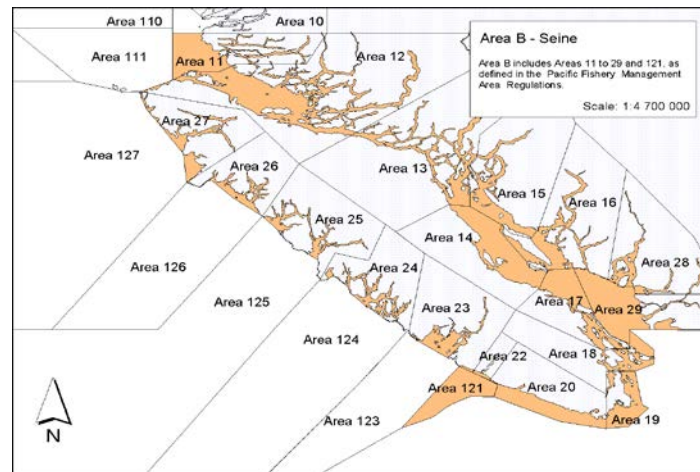 Area 110
Area 10
Area B - Seine
Area 111
Area 11
Area 12
Area B includes Areas 11 to 29 and 121, as
defined in the Pacific Fishery Management
Area Regulations.
Scale: 1:4 700 000
Area 27
Area 127
Area 26
Area 13
Area 15
Area 16
Area 25
Area 14
Area 28
Area 126
Area 24
Area 125
Area 23
Area 17
Area 29
Area 124
Area 22
Area 18
Area 121
Area 20
Area 123
Area 19
N